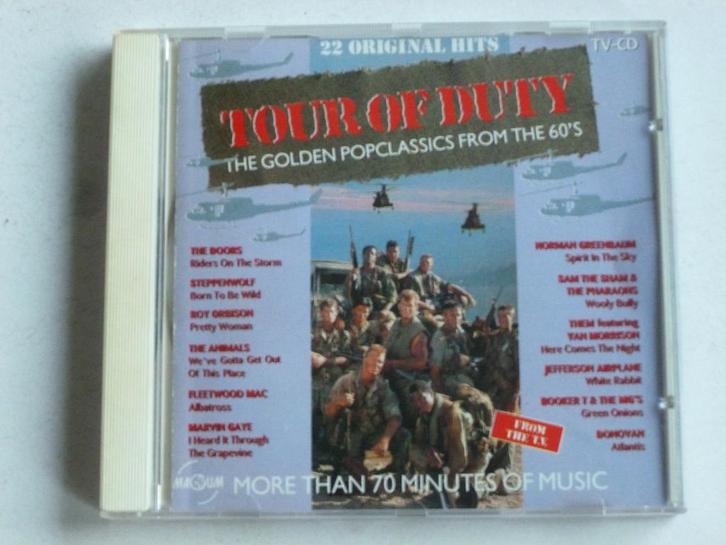 22 ORIGINAL HITS
TV-CD
TOUR OF DUTY
THE GOLDEN POPCLASSICS FROM THE 60'S
THE DOORS
Riders On The Storm
STEPPENWOLF
Born To Be Wild
ROY ORBISON
Pretty Woman
THE ANIMALS
We've Gotta Get Out
Of This Place
FLEETWOOD MAC
Albatross
MARVIN GAYE
I Heard It Through
The Grapevine
NORMAN GREENBAUM
Spirit In The Sky
SAM THE SHAM &
THE PHARAONS
Wooly Bully
THEM featuring
VAN MORRISON
Here Comes The Night
JEFFERSON AIRPLANE
White Rabbit
BOOKER T & THE MG'S
Green Onions
DONOVAN
Atlantis
FROM
THE T.V.
MAGNUM
MORE THAN 70 MINUTES OF MUSIC